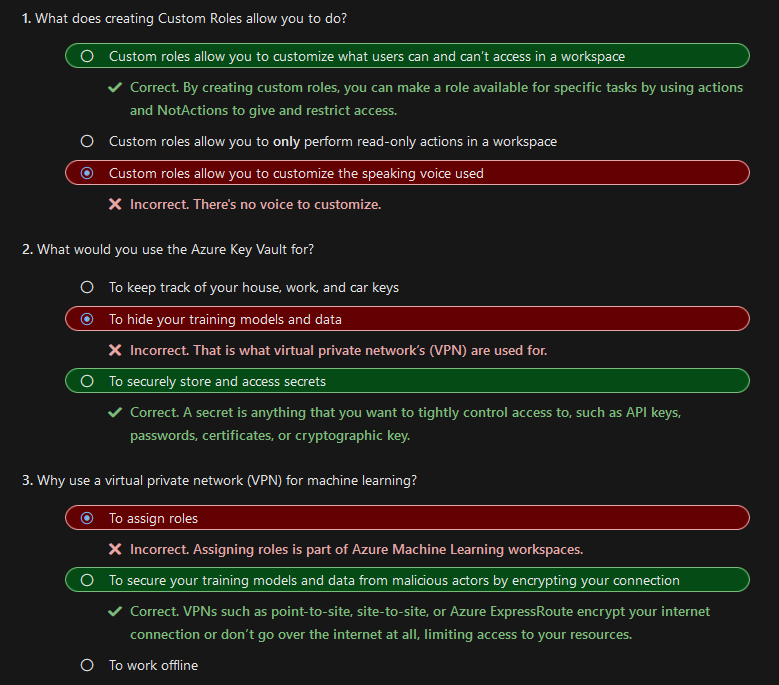 1. What does creating Custom Roles allow you to do?
Custom roles allow you to customize what users can and can't access in a workspace
Correct. By creating custom roles, you can make a role available for specific tasks by using actions
and NotActions to give and restrict access.
Custom roles allow you to only perform read-only actions in a workspace
Custom roles allow you to customize the speaking voice used
Incorrect. There's no voice to customize.
2. What would you use the Azure Key Vault for?
To keep track of your house, work, and car keys
To hide your training models and data
Incorrect. That is what virtual private network's (VPN) are used for.
To securely store and access secrets
Correct. A secret is anything that you want to tightly control access to, such as API keys,
passwords, certificates, or cryptographic key.
3. Why use a virtual private network (VPN) for machine learning?
To assign roles
Incorrect. Assigning roles is part of Azure Machine Learning workspaces.
To secure your training models and data from malicious actors by encrypting your connection
Correct. VPNs such as point-to-site, site-to-site, or Azure ExpressRoute encrypt your internet
connection or don't go over the internet at all, limiting access to your resources.
To work offline